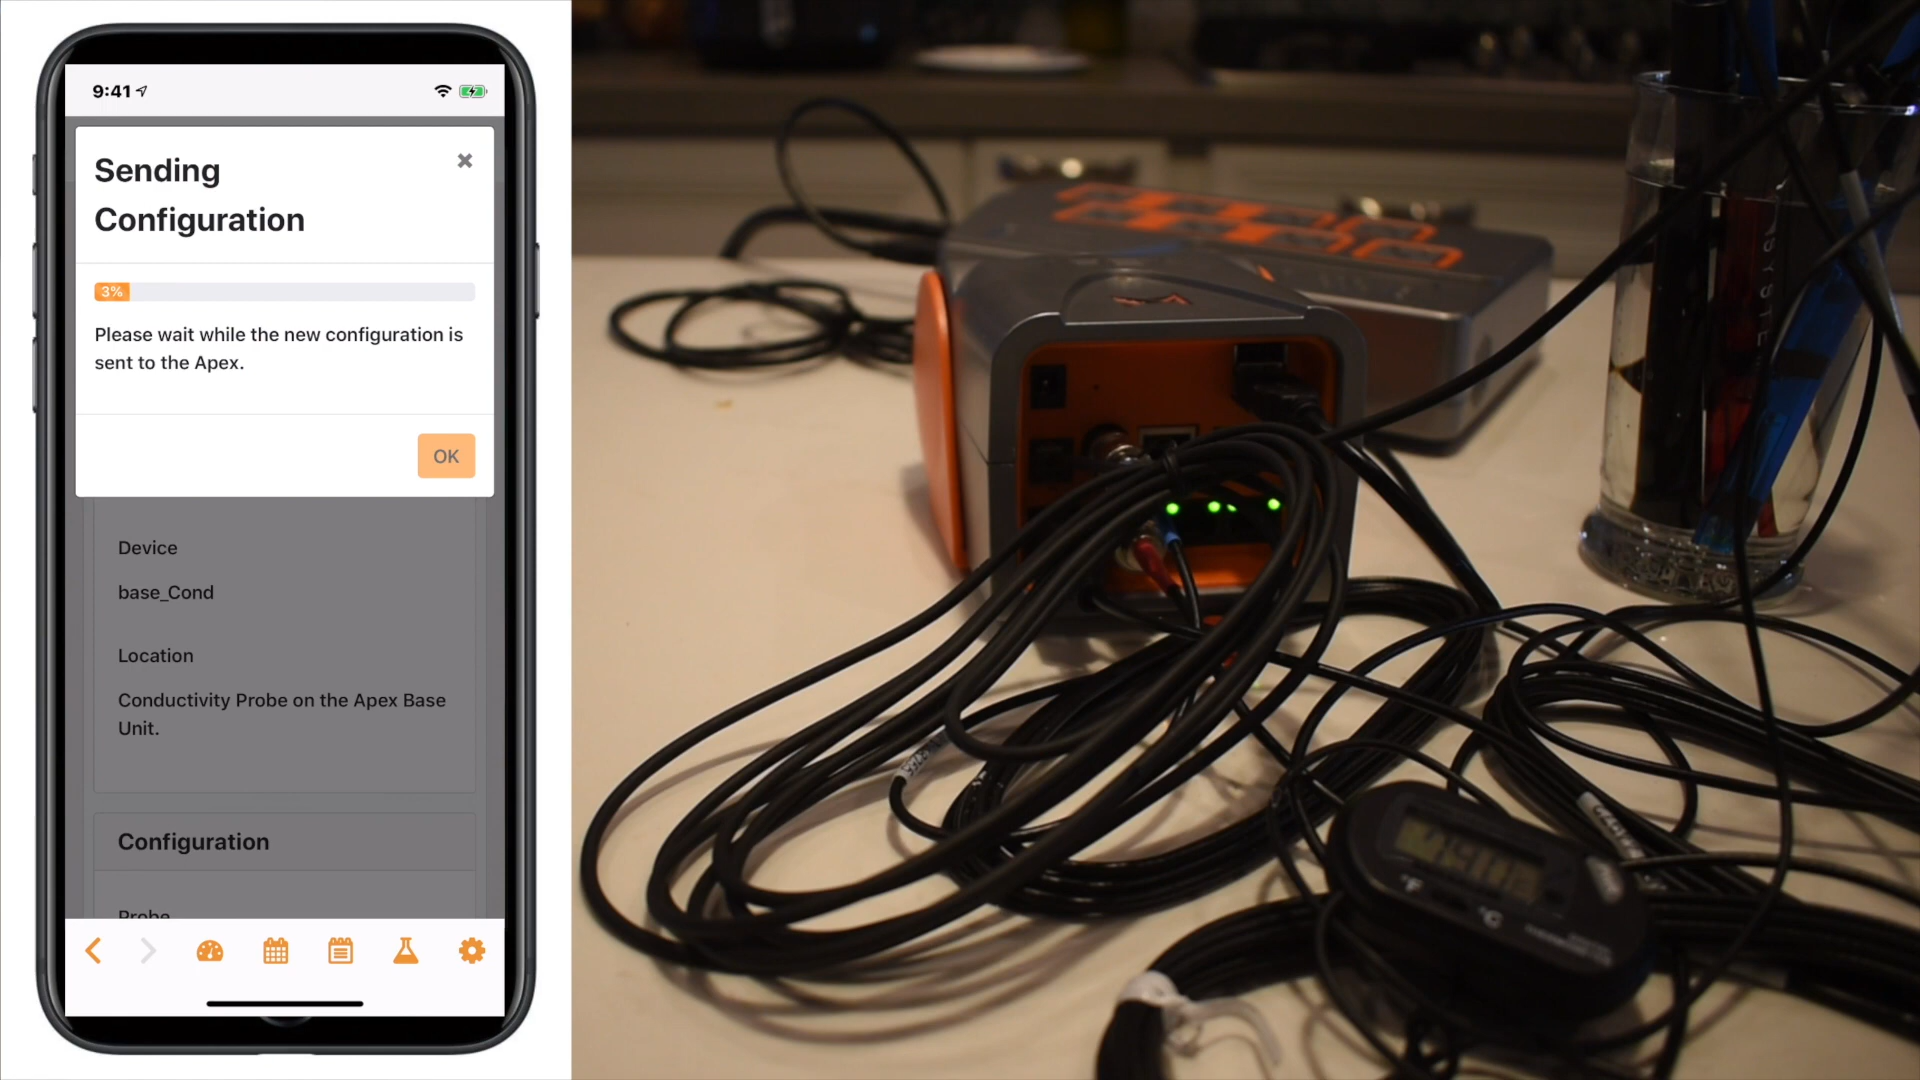 9:41
Sending
Configuration
3%
Please wait while the new configuration is
sent to the Apex.
OK
Device
base_Cond
Location
Conductivity Probe on the Apex Base
Unit.
Configuration
Probe
°F
°C